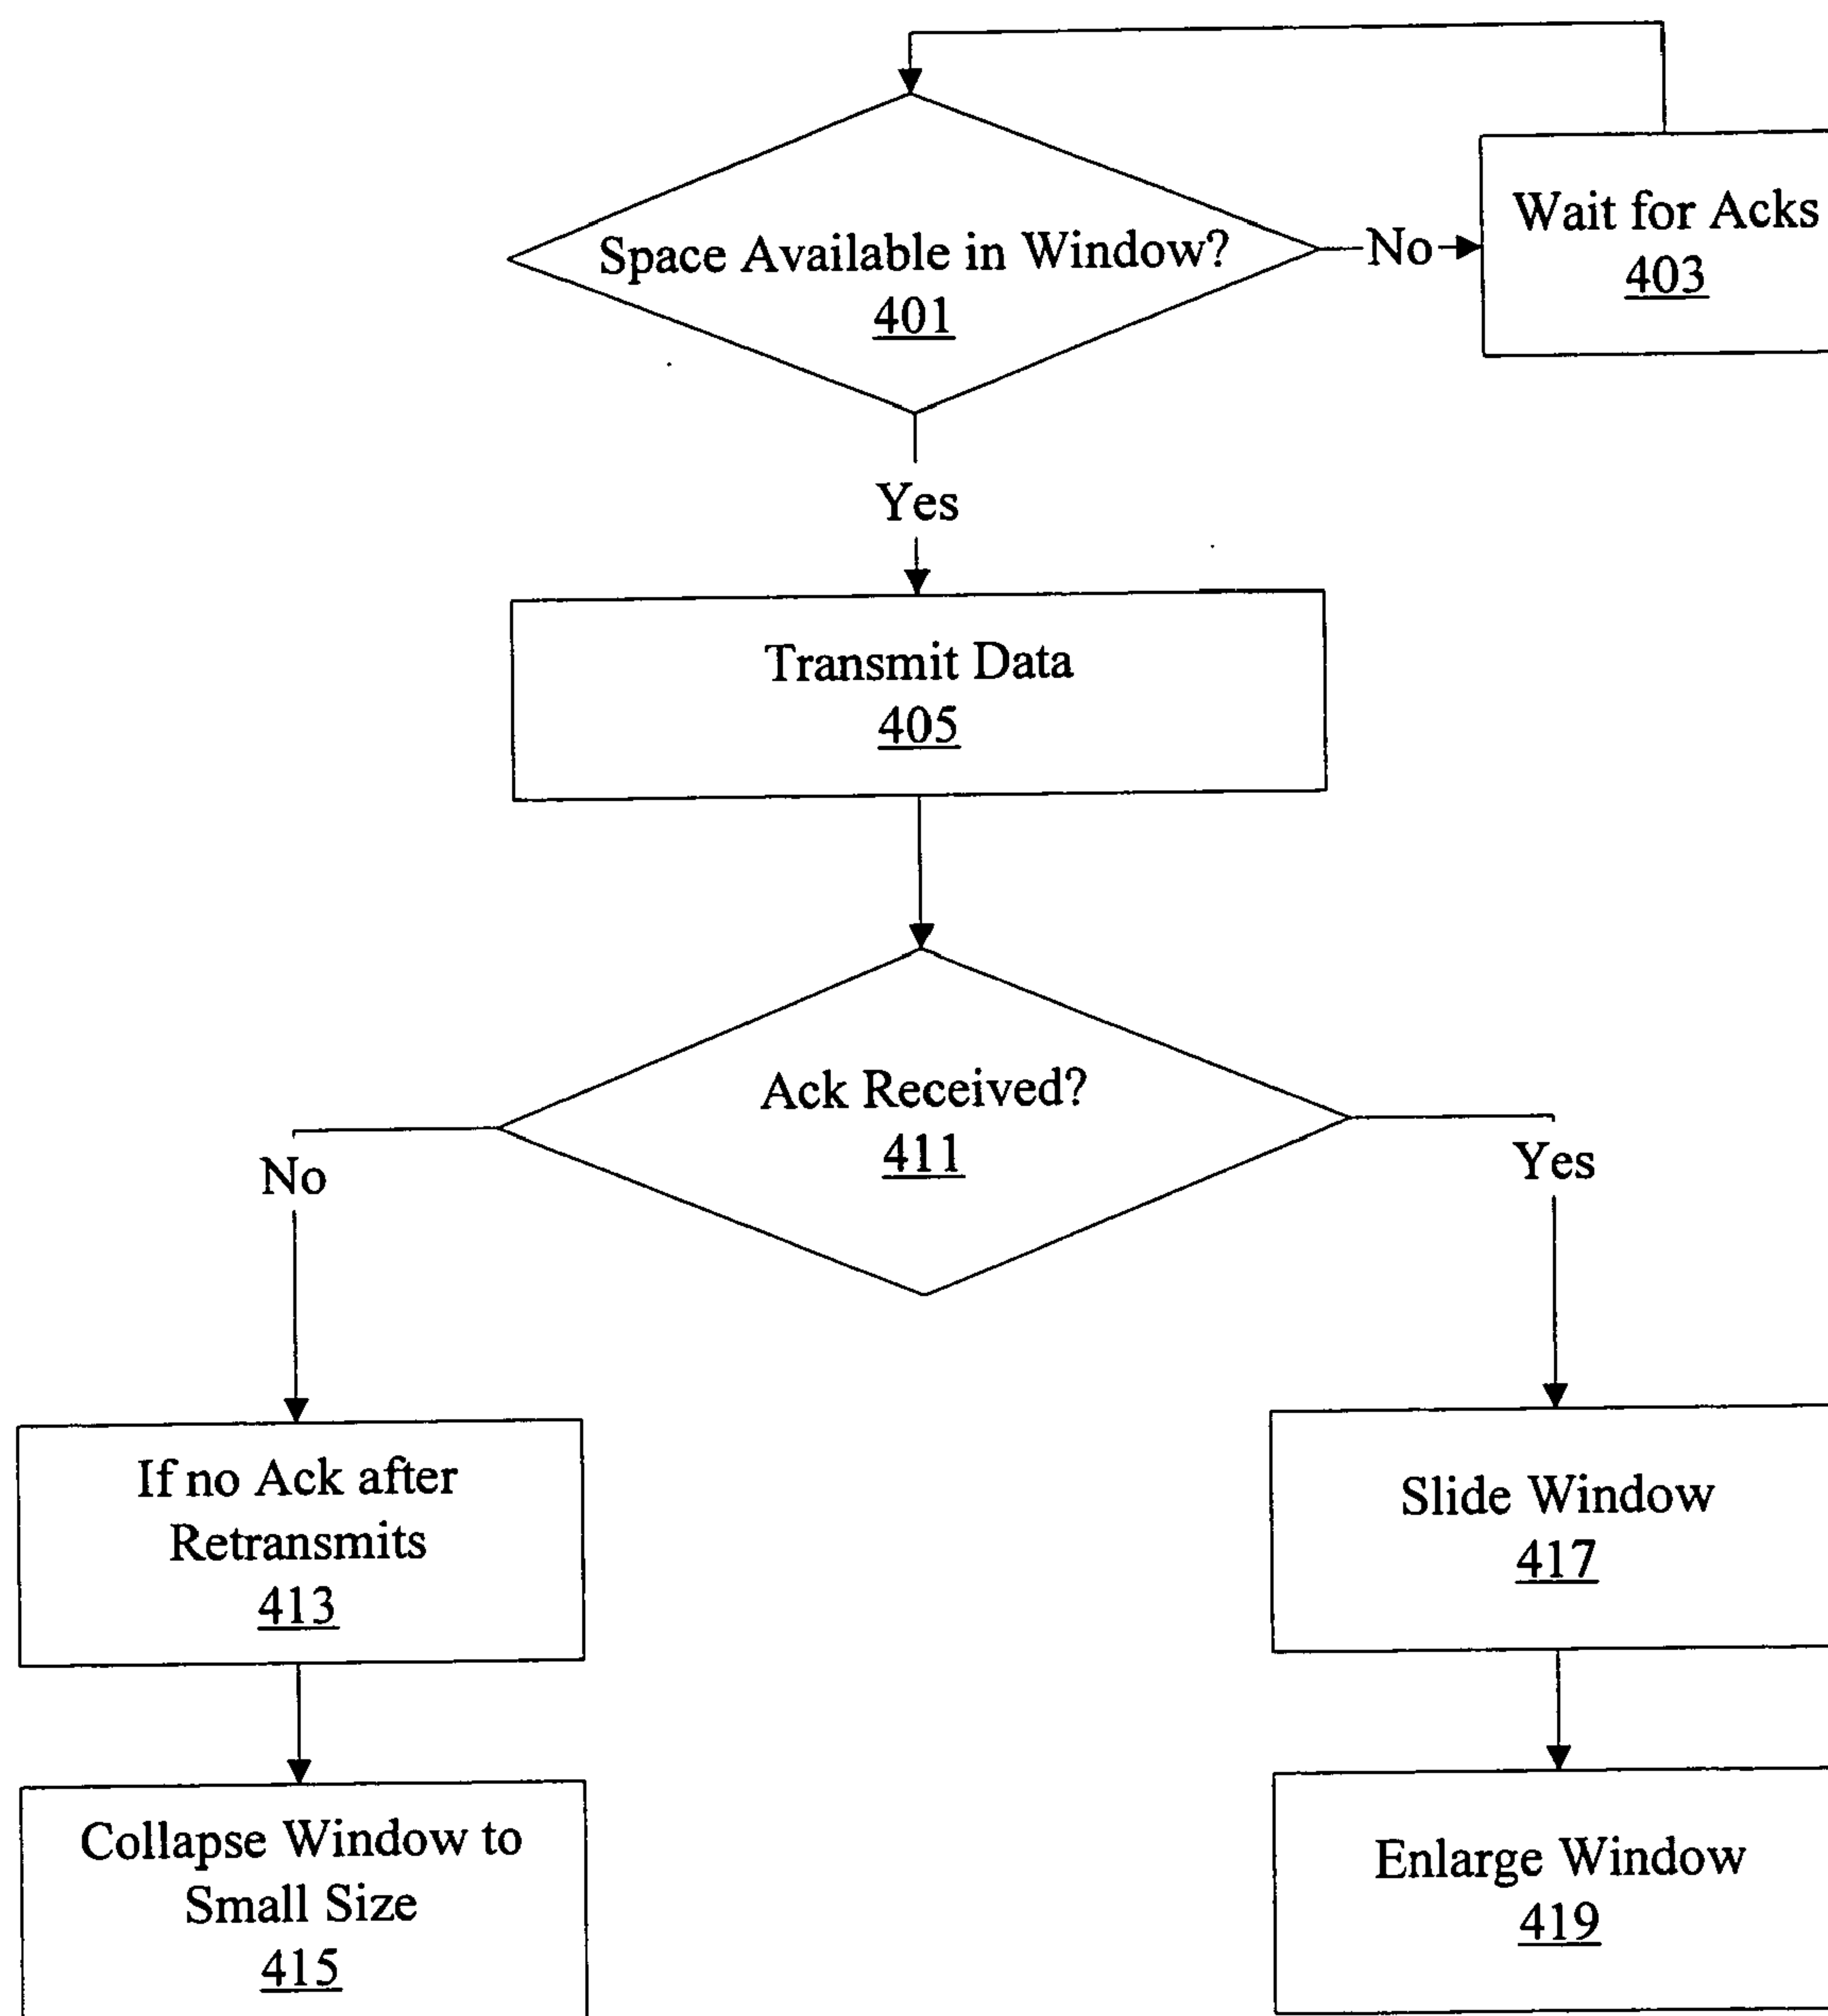 Space Available in Window?
401
No
Wait for Acks
403
Yes
Transmit Data
405
Ack Received?
411
No
Yes
If no Ack after
Retransmits
413
Slide Window
417
Collapse Window to
Small Size
415
Enlarge Window
419